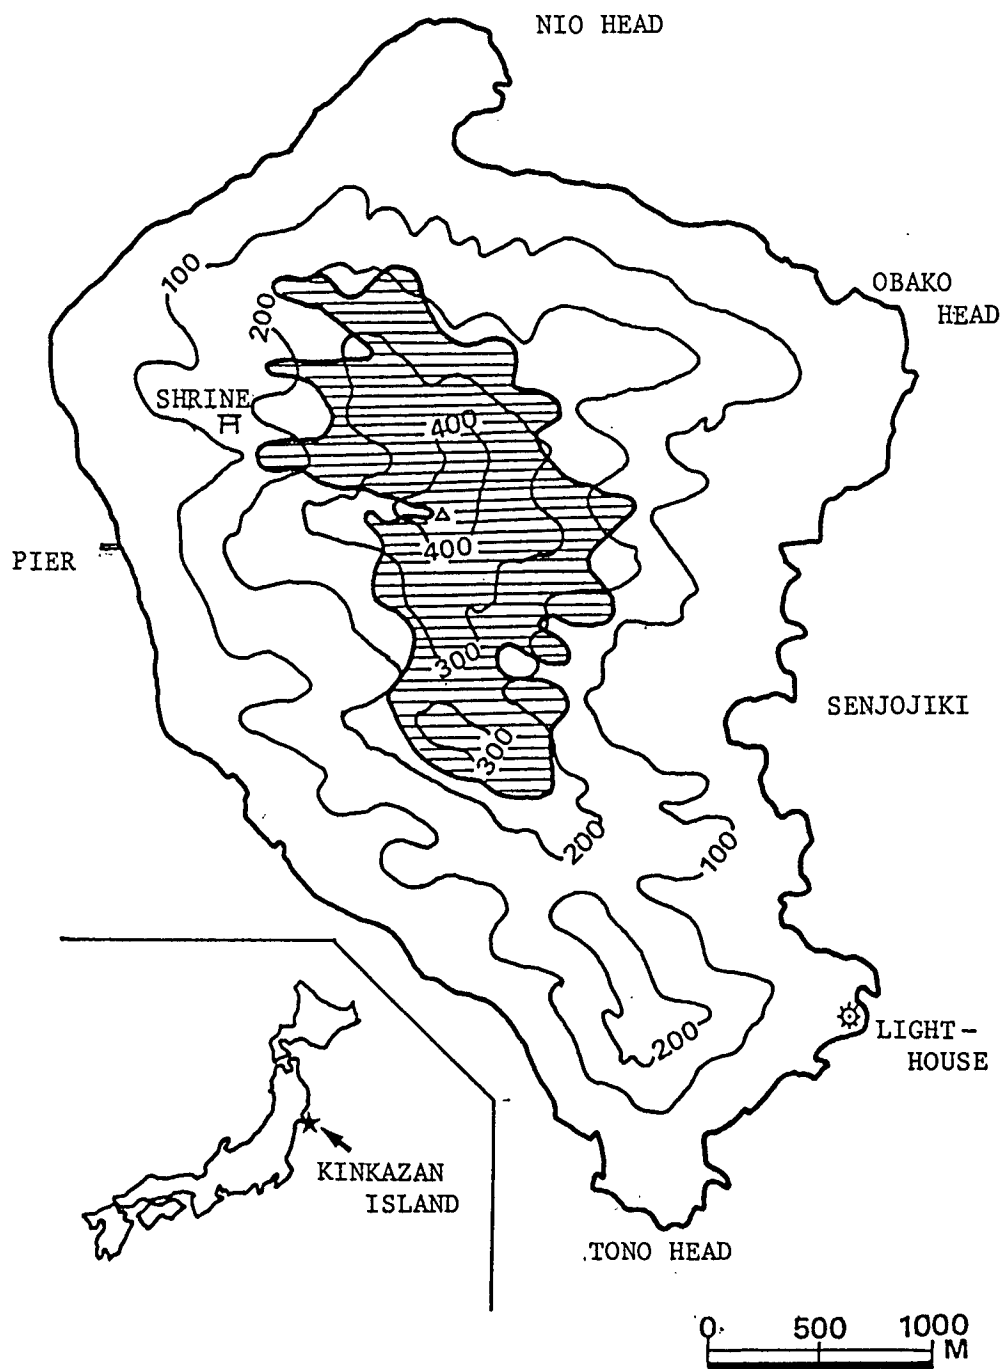 NIO HEAD
100
OBAKO
HEAD
200
SHRINE
400
PIER
400
300
SENJOJIKI
300
200
100
200
LIGHT-
HOUSE
KINKAZAN
ISLAND
TONO HEAD
0 500 1000
M